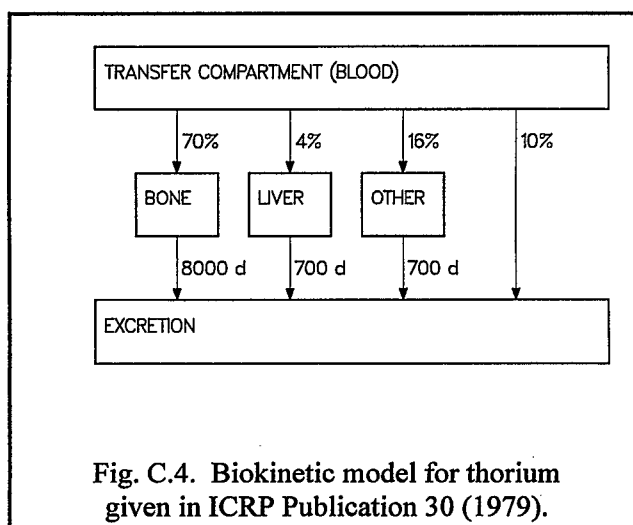 TRANSFER COMPARTMENT (BLOOD)
70% 4% 16% 10%
BONE LIVER OTHER
8000 d 700 d 700 d
EXCRETION
Fig. C.4. Biokinetic model for thorium
given in ICRP Publication 30 (1979).